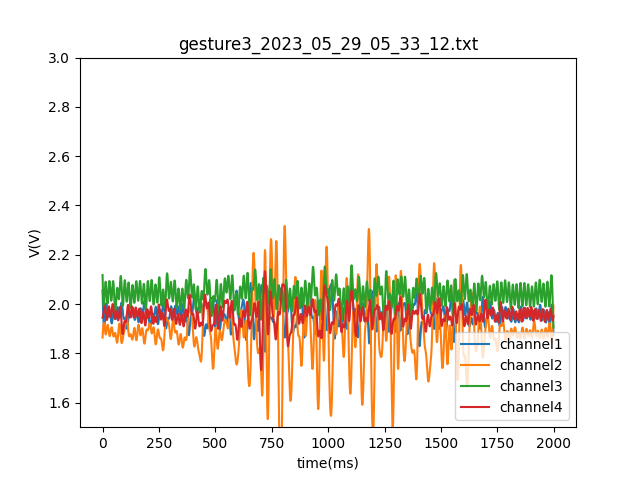 gesture3_2023_05_29_05_33_12.txt
3.0
2.8
2.6
2.4
2.2
2.0
1.8
1.6
V(V)
channel1
channel2
channel3
channel4
0 250 500 750 1000 1250 1500 1750 2000
time(ms)